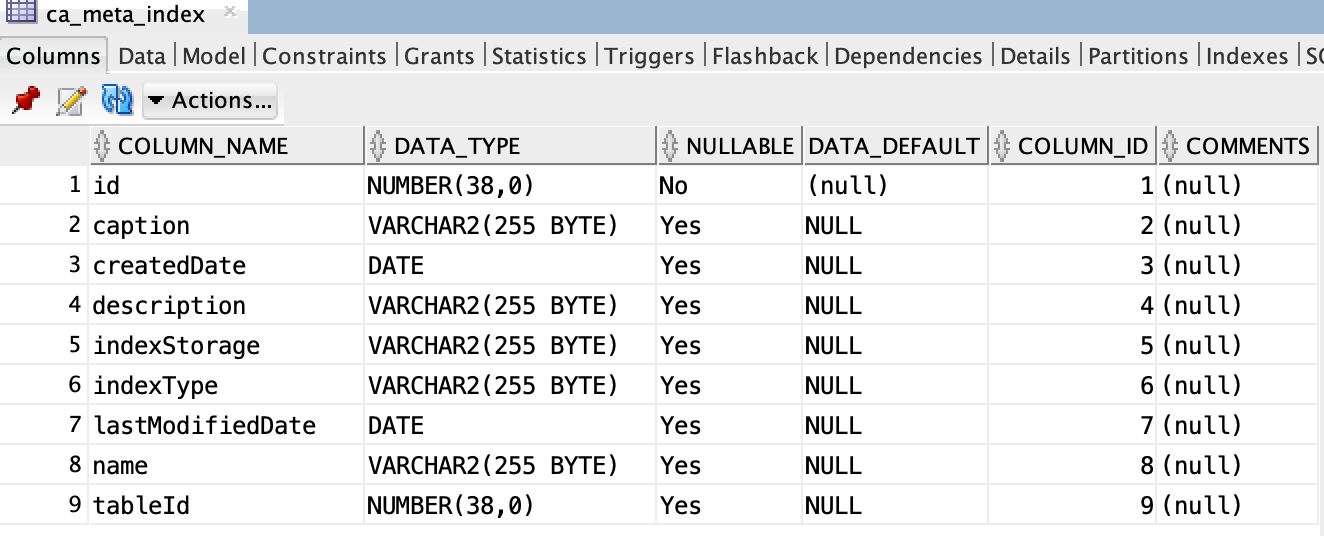 ca_meta_index
Columns Data Model Constraints Grants Statistics Triggers Flashback Dependencies Details Partitions Indexes
Actions...
COLUMN_NAME DATA_TYPE NULLABLE DATA_DEFAULT COLUMN_ID COMMENTS
1 id NUMBER(38,0) No (null) 1 (null)
2 caption VARCHAR2(255 BYTE) Yes NULL 2 (null)
3 createdDate DATE Yes NULL 3 (null)
4 description VARCHAR2(255 BYTE) Yes NULL 4 (null)
5 indexStorage VARCHAR2(255 BYTE) Yes NULL 5 (null)
6 indexType VARCHAR2(255 BYTE) Yes NULL 6 (null)
7 lastModifiedDate DATE Yes NULL 7 (null)
8 name VARCHAR2(255 BYTE) Yes NULL 8 (null)
9 tableId NUMBER(38,0) Yes NULL 9 (null)